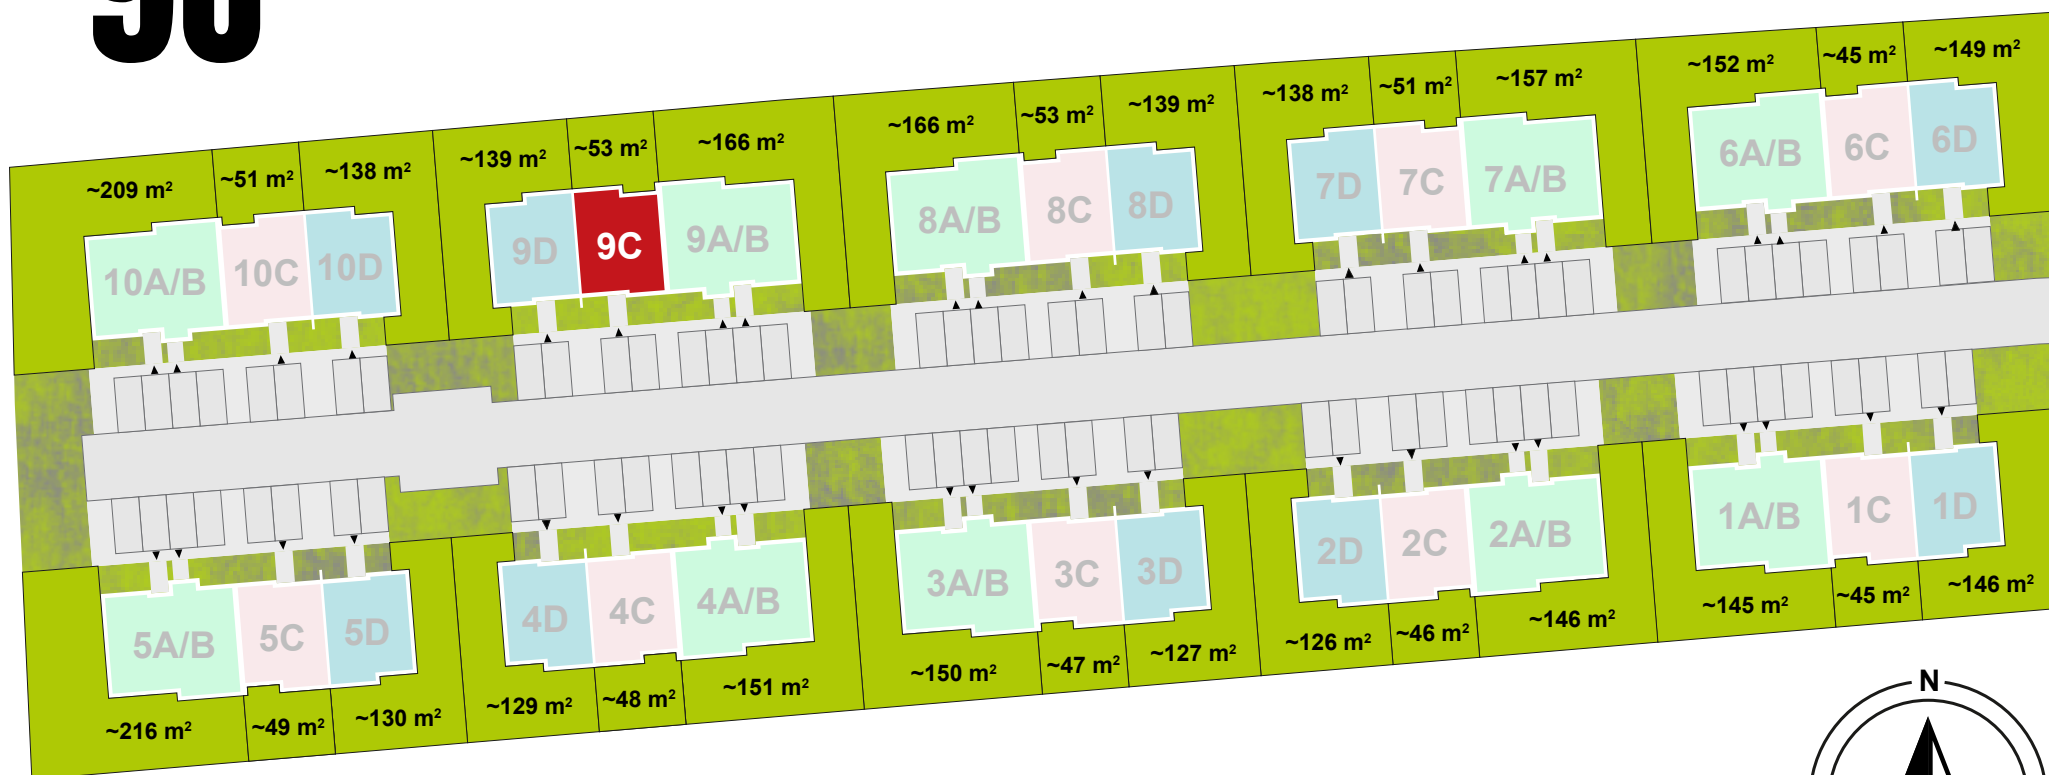 ~209 m²
~51 m²
~138 m²
~139 m²
~53 m²
~166 m²
~166 m²
~53 m²
~139 m²
~138 m²
~51 m²
~157 m²
~152 m²
~45 m²
~149 m²
10A/B
10C
10D
9D
9C
9A/B
8A/B
8C
8D
7D
7C
7A/B
6A/B
6C
6D
5A/B
5C
5D
4D
4C
4A/B
3A/B
3C
3D
2D
2C
2A/B
1A/B
1C
1D
~216 m²
~49 m²
~130 m²
~129 m²
~48 m²
~151 m²
~150 m²
~47 m²
~127 m²
~126 m²
~46 m²
~146 m²
~145 m²
~45 m²
~146 m²
N